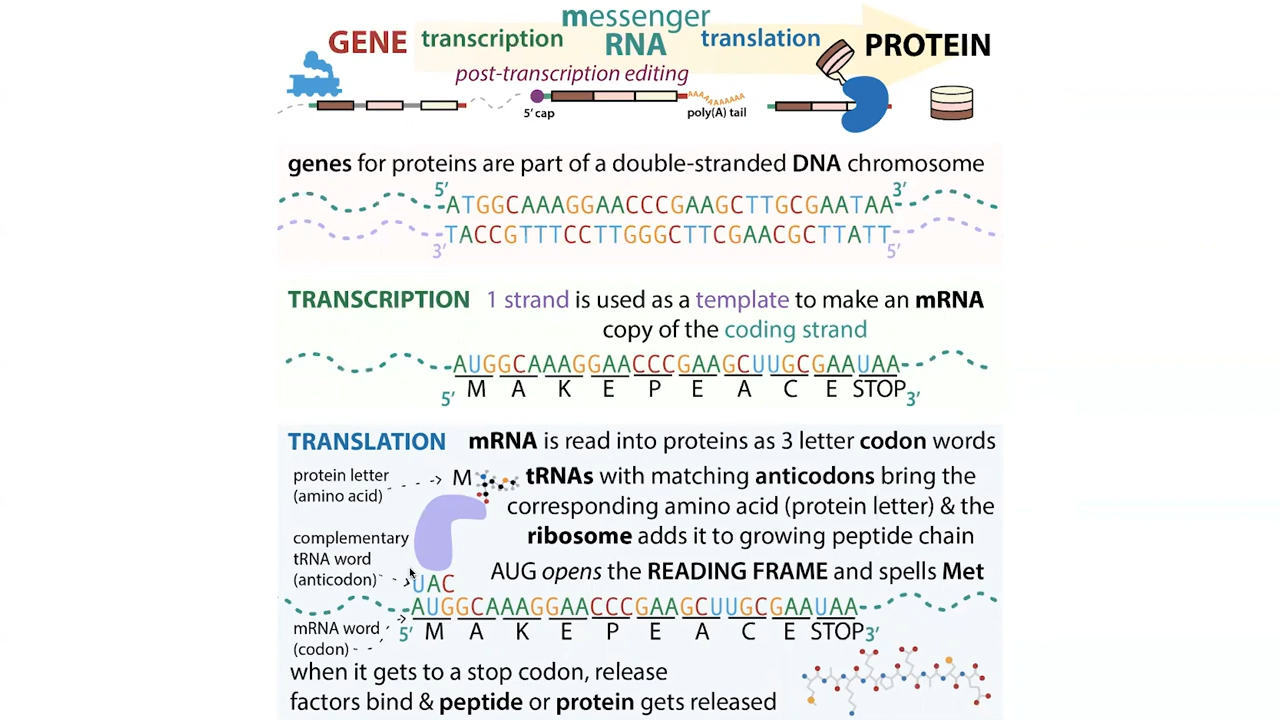 messenger
GENE transcription RNA translation PROTEIN
post-transcription editing
AAAAAAAAAA
5' cap
poly(A) tail
genes for proteins are part of a double-stranded DNA chromosome
5' 3'
ATGGCAAAGGAACCCGAAGCTTGCGAATAA
TACCGTTTCCTTGGGCTTCGAACGCTTATT
3' 5'
TRANSCRIPTION 1 strand is used as a template to make an mRNA
copy of the coding strand
AUGGCAAAGGAACCCGAAGCUUGCGAAUAA
5' M A K E P E A C E STOP 3'
TRANSLATION mRNA is read into proteins as 3 letter codon words
protein letter
(amino acid)
M
tRNAs with matching anticodons bring the
corresponding amino acid (protein letter) & the
ribosome adds it to growing peptide chain
complementary
tRNA word
(anticodon)
UAC
AUG opens the READING FRAME and spells Met
AUGGCAAAGGAACCCGAAGCUUGCGAAUAA
mRNA word
(codon)
5' M A K E P E A C E STOP 3'
when it gets to a stop codon, release
factors bind & peptide or protein gets released